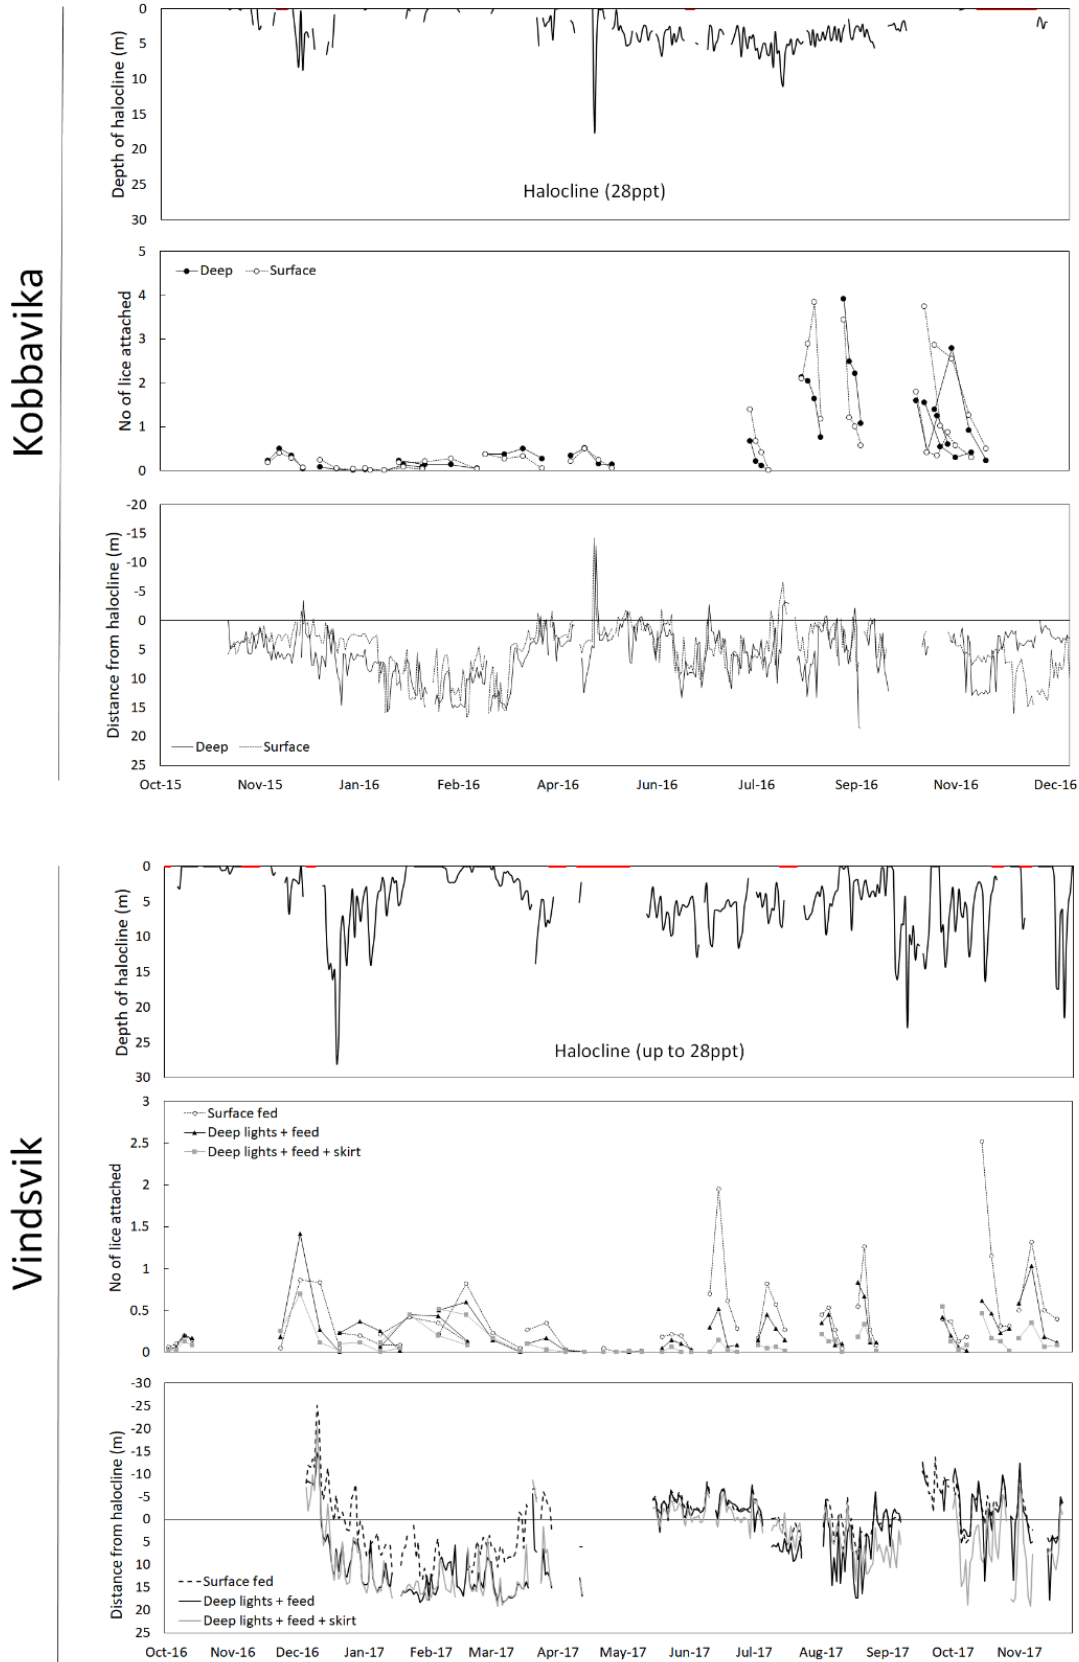 Kobbavika
Depth of halocline (m)
0
5
10
15
20
25
30
Halocline (28ppt)
No of lice attached
5
4
3
2
1
0
Deep
Surface
Distance from halocline (m)
-20
-15
-10
-5
0
5
10
15
20
25
Deep
Surface
Oct-15 Nov-15 Jan-16 Feb-16 Apr-16 Jun-16 Jul-16 Sep-16 Nov-16 Dec-16
Vindsvik
Depth of halocline (m)
0
5
10
15
20
25
30
Halocline (up to 28ppt)
No of lice attached
3
2.5
2
1.5
1
0.5
0
Surface fed
Deep lights + feed
Deep lights + feed + skirt
Distance from halocline (m)
-30
-25
-20
-15
-10
-5
0
5
10
15
20
25
Surface fed
Deep lights + feed
Deep lights + feed + skirt
Oct-16 Nov-16 Dec-16 Jan-17 Feb-17 Mar-17 Apr-17 May-17 Jun-17 Jul-17 Aug-17 Sep-17 Oct-17 Nov-17